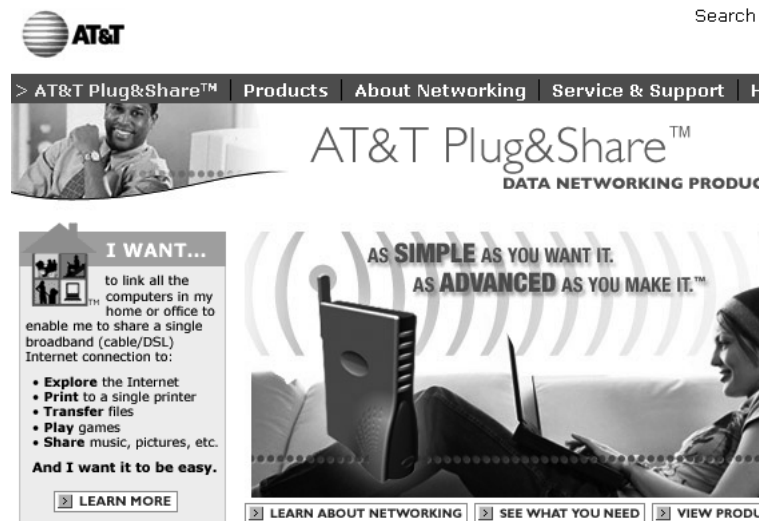 Search
AT&T
> AT&T Plug&Share™ Products About Networking Service & Support H
AT&T Plug&Share™
DATA NETWORKING PRODUC
I WANT...
TM
to link all the
computers in my
home or office to
enable me to share a single
broadband (cable/DSL)
Internet connection to:
• Explore the Internet
• Print to a single printer
• Transfer files
• Play games
• Share music, pictures, etc.
And I want it to be easy.
LEARN MORE
AS SIMPLE AS YOU WANT IT.
AS ADVANCED AS YOU MAKE IT.™
LEARN ABOUT NETWORKING SEE WHAT YOU NEED VIEW PRODU